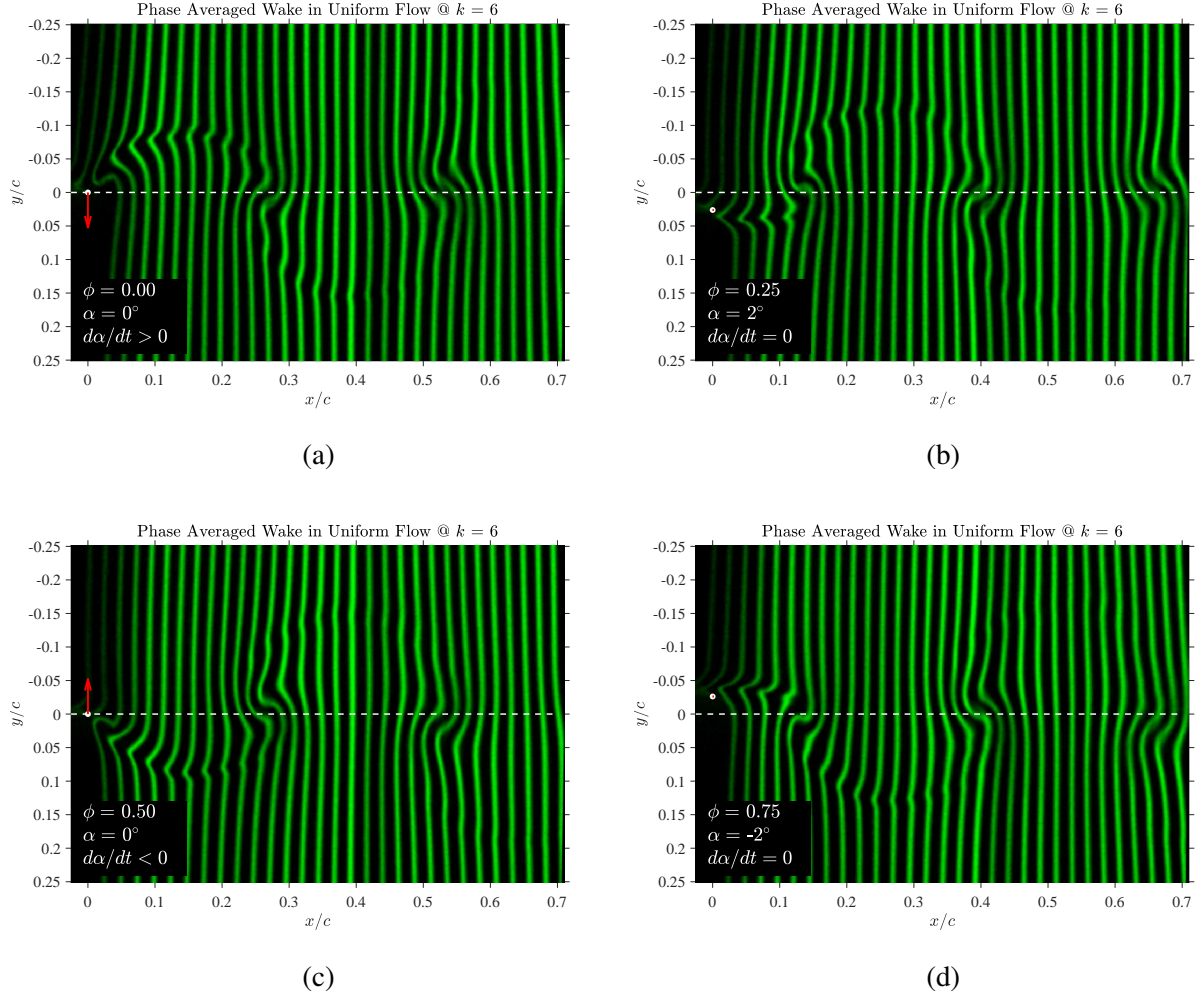 Phase Averaged Wake in Uniform Flow @ k = 6
-0.25
-0.2
-0.15
-0.1
-0.05
0
0.05
0.1
0.15
0.2
0.25
y/c
ϕ = 0.00
α = 0°
dα/dt > 0
0 0.1 0.2 0.3 0.4 0.5 0.6 0.7
x/c
(a)
Phase Averaged Wake in Uniform Flow @ k = 6
-0.25
-0.2
-0.15
-0.1
-0.05
0
0.05
0.1
0.15
0.2
0.25
y/c
ϕ = 0.25
α = 2°
dα/dt = 0
0 0.1 0.2 0.3 0.4 0.5 0.6 0.7
x/c
(b)
Phase Averaged Wake in Uniform Flow @ k = 6
-0.25
-0.2
-0.15
-0.1
-0.05
0
0.05
0.1
0.15
0.2
0.25
y/c
ϕ = 0.50
α = 0°
dα/dt < 0
0 0.1 0.2 0.3 0.4 0.5 0.6 0.7
x/c
(c)
Phase Averaged Wake in Uniform Flow @ k = 6
-0.25
-0.2
-0.15
-0.1
-0.05
0
0.05
0.1
0.15
0.2
0.25
y/c
ϕ = 0.75
α = -2°
dα/dt = 0
0 0.1 0.2 0.3 0.4 0.5 0.6 0.7
x/c
(d)